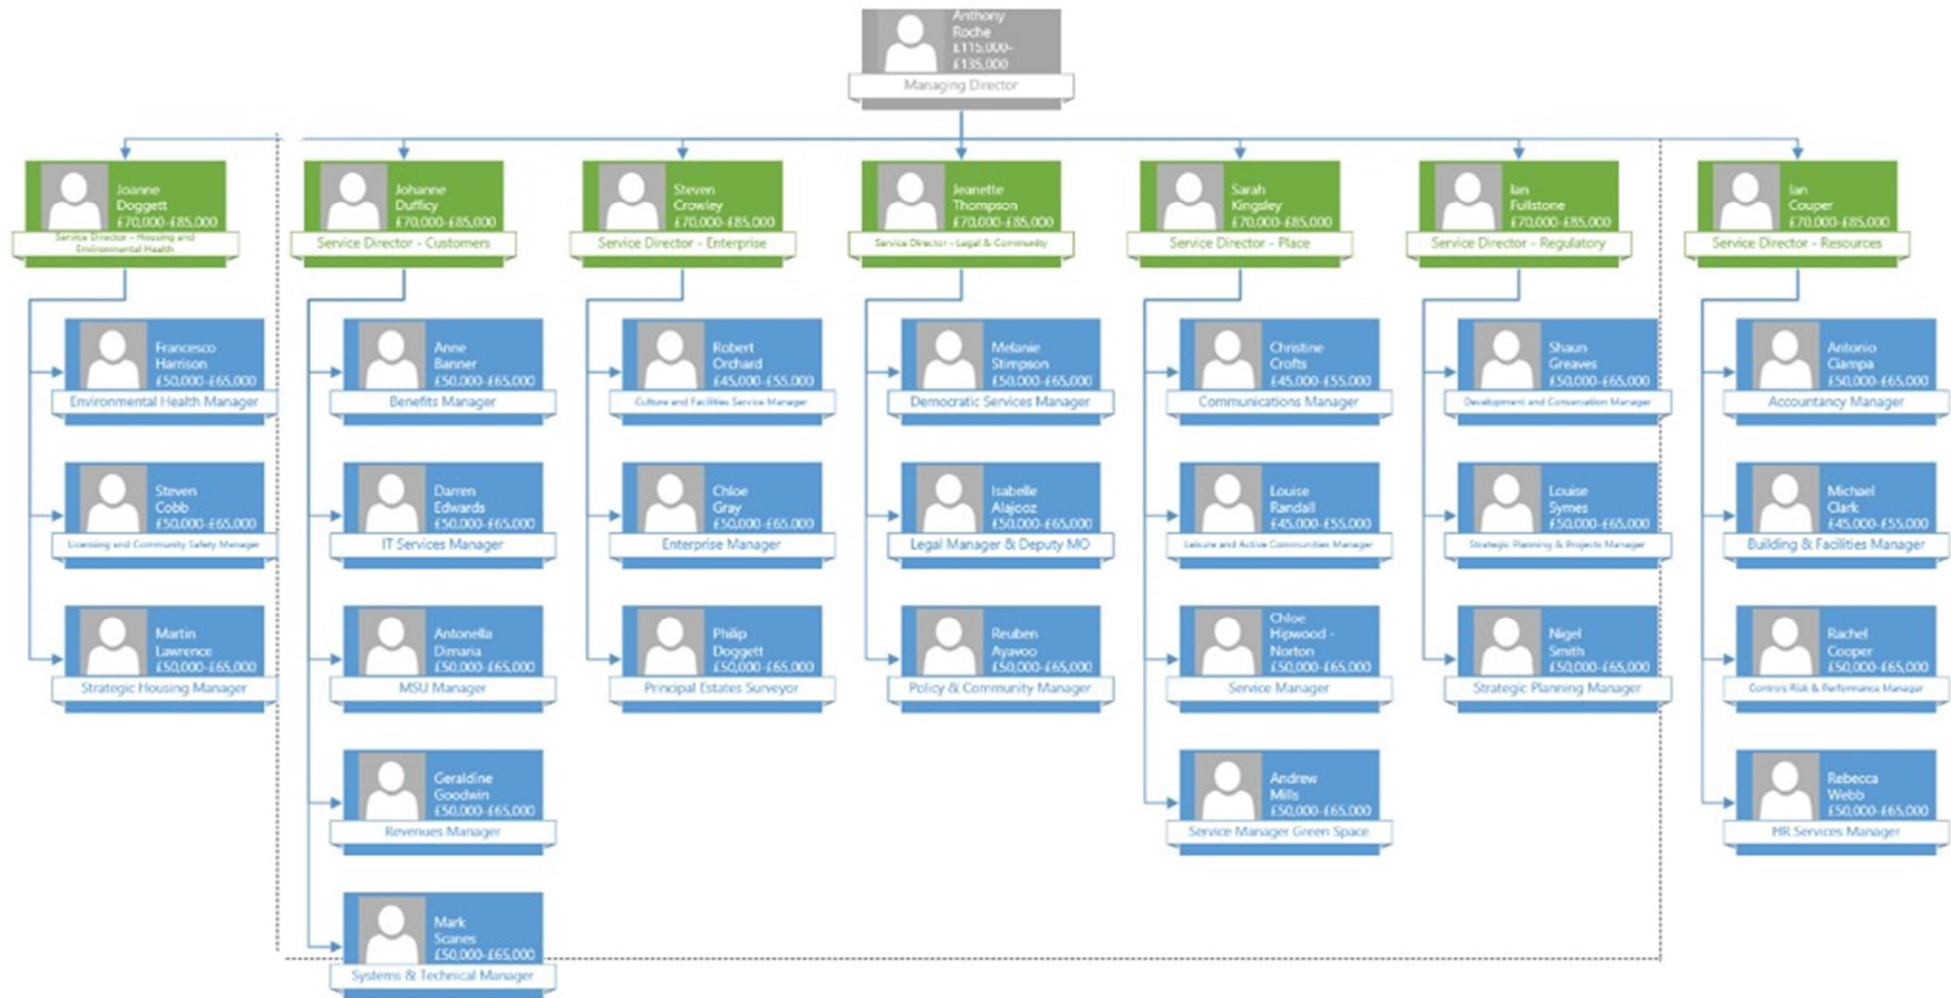 Anthony
Roche
£115,000-
£135,000
Managing Director
Joanne
Doggett
£70,000-£85,000
Service Director - Housing and
Environmental Health
Johanne
Dufficy
£70,000-£85,000
Service Director - Customers
Steven
Crowley
£70,000-£85,000
Service Director - Enterprise
Jeanette
Thompson
£70,000-£85,000
Service Director - Legal & Community
Sarah
Kingsley
£70,000-£85,000
Service Director - Place
Ian
Fullstone
£70,000-£85,000
Service Director - Regulatory
Ian
Couper
£70,000-£85,000
Service Director - Resources
Francesco
Harrison
£50,000-£65,000
Environmental Health Manager
Anne
Banner
£50,000-£65,000
Benefits Manager
Robert
Orchard
£45,000-£55,000
Culture and Facilities Service Manager
Melanie
Stimpson
£50,000-£65,000
Democratic Services Manager
Christine
Crofts
£45,000-£55,000
Communications Manager
Shaun
Greaves
£50,000-£65,000
Development and Conservation Manager
Antonio
Ciampa
£50,000-£65,000
Accountancy Manager
Steven
Cobb
£50,000-£65,000
Licensing and Community Safety Manager
Darren
Edwards
£50,000-£65,000
IT Services Manager
Chloe
Gray
£50,000-£65,000
Enterprise Manager
Isabelle
Alajooz
£50,000-£65,000
Legal Manager & Deputy MO
Louise
Randall
£45,000-£55,000
Leisure and Active Communities Manager
Louise
Symes
£50,000-£65,000
Strategic Planning & Projects Manager
Michael
Clark
£45,000-£55,000
Building & Facilities Manager
Martin
Lawrence
£50,000-£65,000
Strategic Housing Manager
Antonella
Dimaria
£50,000-£65,000
MSU Manager
Philip
Doggett
£50,000-£65,000
Principal Estates Surveyor
Reuben
Ayavoo
£50,000-£65,000
Policy & Community Manager
Chloe
Hipwood -
Norton
£50,000-£65,000
Service Manager
Nigel
Smith
£50,000-£65,000
Strategic Planning Manager
Rachel
Cooper
£50,000-£65,000
Controls Risk & Performance Manager
Geraldine
Goodwin
£50,000-£65,000
Revenues Manager
Andrew
Mills
£50,000-£65,000
Service Manager Green Space
Rebecca
Webb
£50,000-£65,000
HR Services Manager
Mark
Scanes
£50,000-£65,000
Systems & Technical Manager